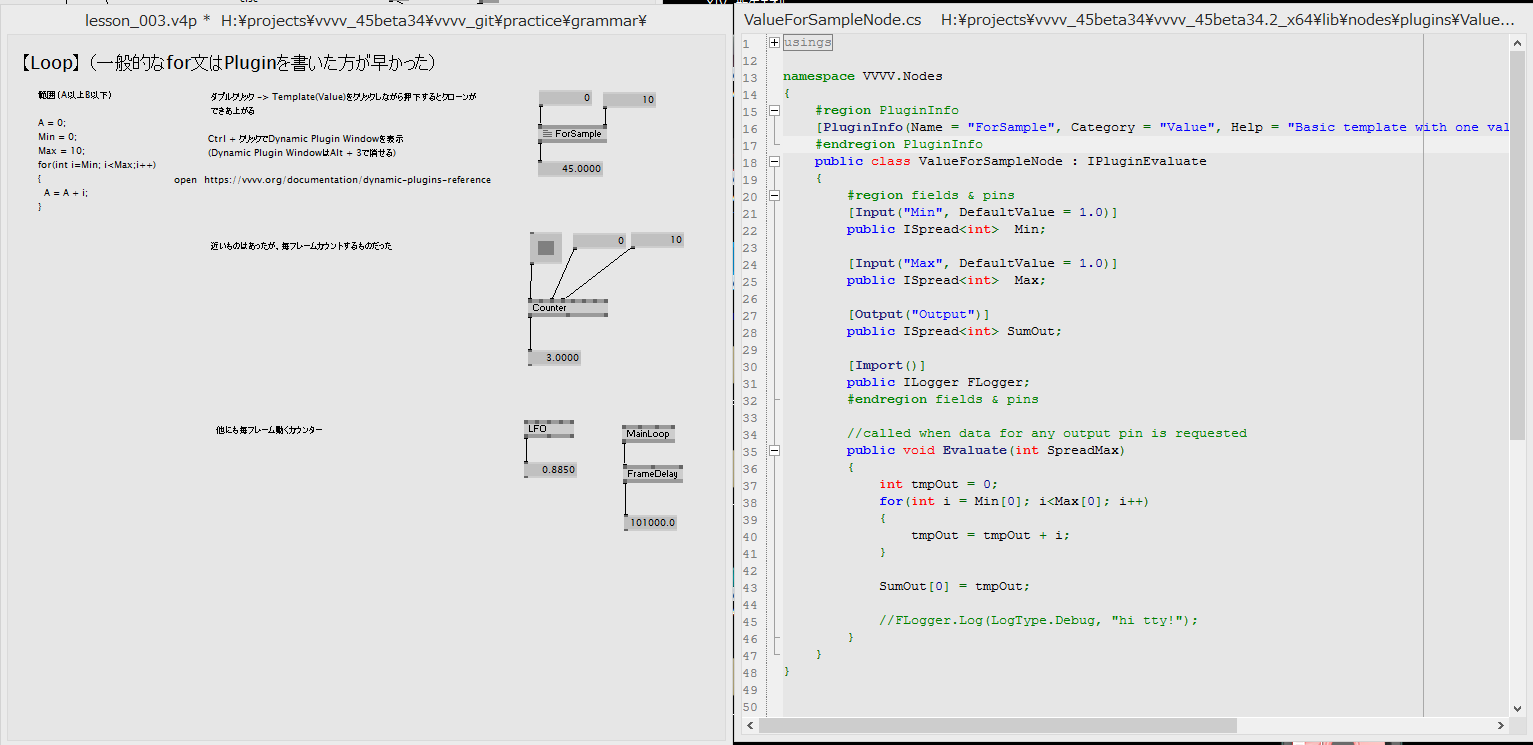 lesson_003.v4p * H:¥projects¥vvvv_45beta34¥vvvv_git¥practice¥grammar¥
【Loop】（一般的なfor文はPluginを書いた方が早かった）
範囲（A以上B以下）
A = 0;
Min = 0;
Max = 10;
for(int i=Min; i<Max;i++)
{
A = A + i;
}
ダブルクリック -> Template(Value)をクリックしながら押下するとクローンが
できあ上がる
Ctrl + クリックでDynamic Plugin Windowを表示
(Dynamic Plugin WindowはAlt + 3で消せる)
open https://vvvv.org/documentation/dynamic-plugins-reference
0
10
ForSample
45.0000
近いものはあったが、毎フレームカウントするものだった
0
10
Counter
3.0000
他にも毎フレーム動くカウンター
LFO
0.8850
MainLoop
FrameDelay
101000.0
ValueForSampleNode.cs H:¥projects¥vvvv_45beta34¥vvvv_45beta34.2_x64¥lib¥nodes¥plugins¥Value...
1 usings
12
13 namespace VVVV.Nodes
14 {
15 #region PluginInfo
16 [PluginInfo(Name = "ForSample", Category = "Value", Help = "Basic template with one val
17 #endregion PluginInfo
18 public class ValueForSampleNode : IPluginEvaluate
19 {
20 #region fields & pins
21 [Input("Min", DefaultValue = 1.0)]
22 public ISpread<int> Min;
23
24 [Input("Max", DefaultValue = 1.0)]
25 public ISpread<int> Max;
26
27 [Output("Output")]
28 public ISpread<int> SumOut;
29
30 [Import()]
31 public ILogger FLogger;
32 #endregion fields & pins
33
34 //called when data for any output pin is requested
35 public void Evaluate(int SpreadMax)
36 {
37 int tmpOut = 0;
38 for(int i = Min[0]; i<Max[0]; i++)
39 {
40 tmpOut = tmpOut + i;
41 }
42
43 SumOut[0] = tmpOut;
44
45 //FLogger.Log(LogType.Debug, "hi tty!");
46 }
47 }
48 }
49
50